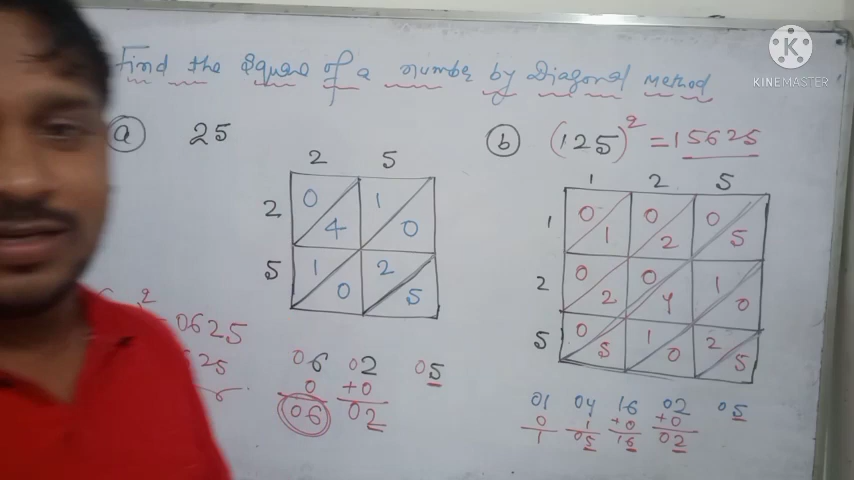 Find the Square of a number by Diagonal method
K
KINEMASTER
(a) 25
(b) (125)² = 15625
2 5
2 0 4 1 0
5 1 0 2 5
1 2 5
1 0 1 0 2 0 5
2 0 2 0 4 1 0
5 0 5 1 0 2 5
2
0625
625
06 02 05
0 +0
06 02
01 04 16 02 05
0 1 +0 +0
1 05 16 02